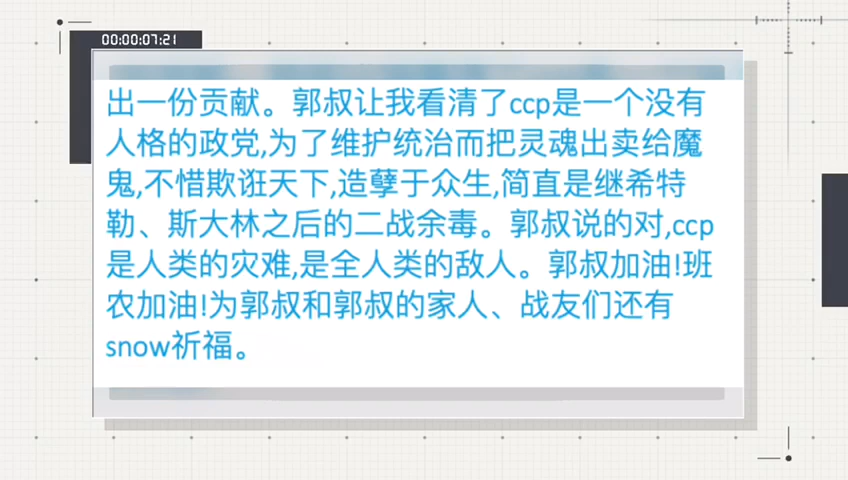 00:00:07:21
出一份贡献。郭叔让我看清了ccp是一个没有
人格的政党,为了维护统治而把灵魂出卖给魔
鬼,不惜欺诳天下,造孽于众生,简直是继希特
勒、斯大林之后的二战余毒。郭叔说的对,ccp
是人类的灾难,是全人类的敌人。郭叔加油!班
农加油!为郭叔和郭叔的家人、战友们还有
snow祈福。